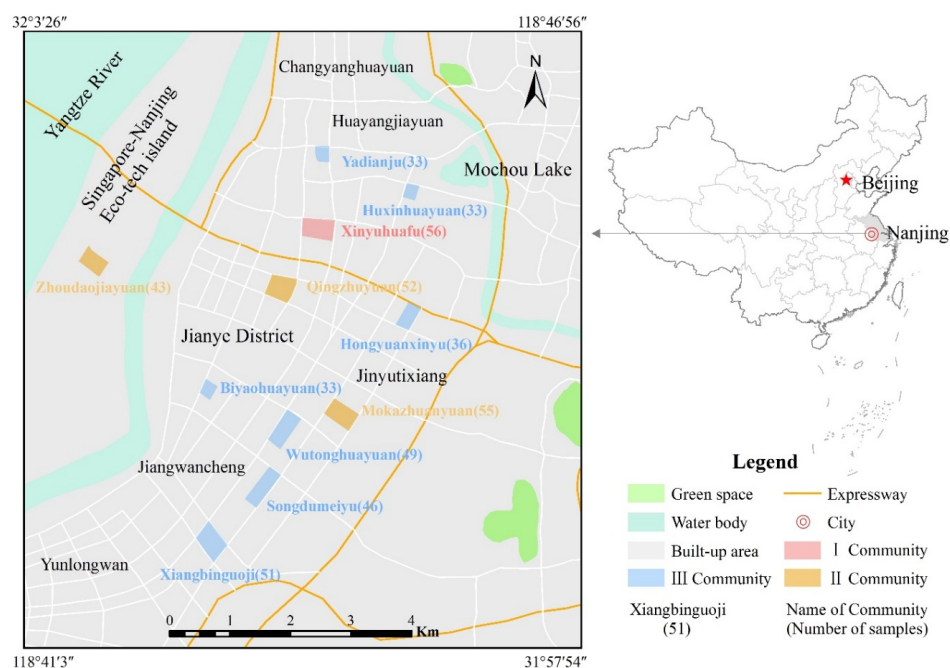 32°3′26″
118°46′56″
Changyanghuayuan
N
Yangtze River
Singapore-Nanjing
Eco-tech island
Huayangjiayuan
Yadianju(33)
Mochou Lake
Huxinhuayuan(33)
Xinyuhuafu(56)
Zhoudaojiayuan(43)
Qingzhuyuan(52)
Jianyc District
Hongyuanxinyu(36)
Jinyutixiang
Biyaohuayuan(33)
Mokazhuanyuan(55)
Wutonghuayuan(49)
Jiangwancheng
Songdumeiyu(46)
Yunlongwan
Xiangbinguoji(51)
0 1 2 3 4
Km
118°41′3″
31°57′54″
Beijing
Nanjing
Legend
Green space
Expressway
Water body
City
Built-up area
Ⅰ Community
Ⅲ Community
Ⅱ Community
Xiangbinguoji
(51)
Name of Community
(Number of samples)